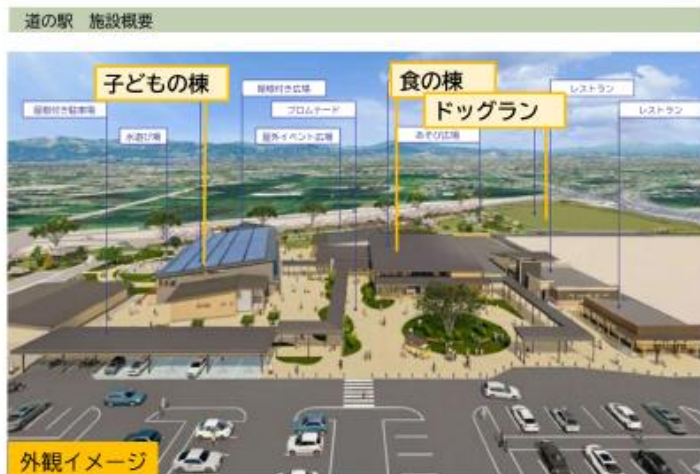 道の駅 施設概要
子どもの棟
屋根付き広場
食の棟
レストラン
屋根付き駐車場
プロムナード
ドッグラン
レストラン
水遊び場
屋外イベント広場
あそび広場
外観イメージ